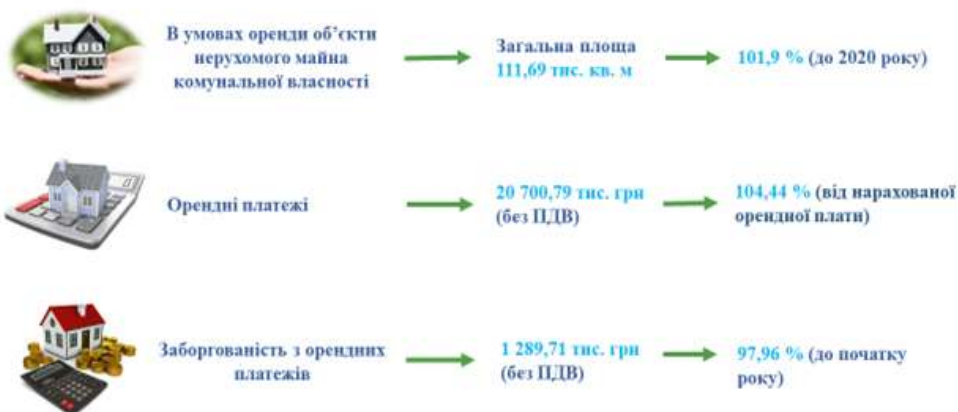 В умовах оренди об’єкти
нерухомого майна
комунальної власності
Загальна площа
111,69 тис. кв. м
101,9 % (до 2020 року)
Орендні платежі
20 700,79 тис. грн
(без ПДВ)
104,44 % (від нарахованої
орендної плати)
Заборгованість з орендних
платежів
1 289,71 тис. грн
(без ПДВ)
97,96 % (до початку
року)